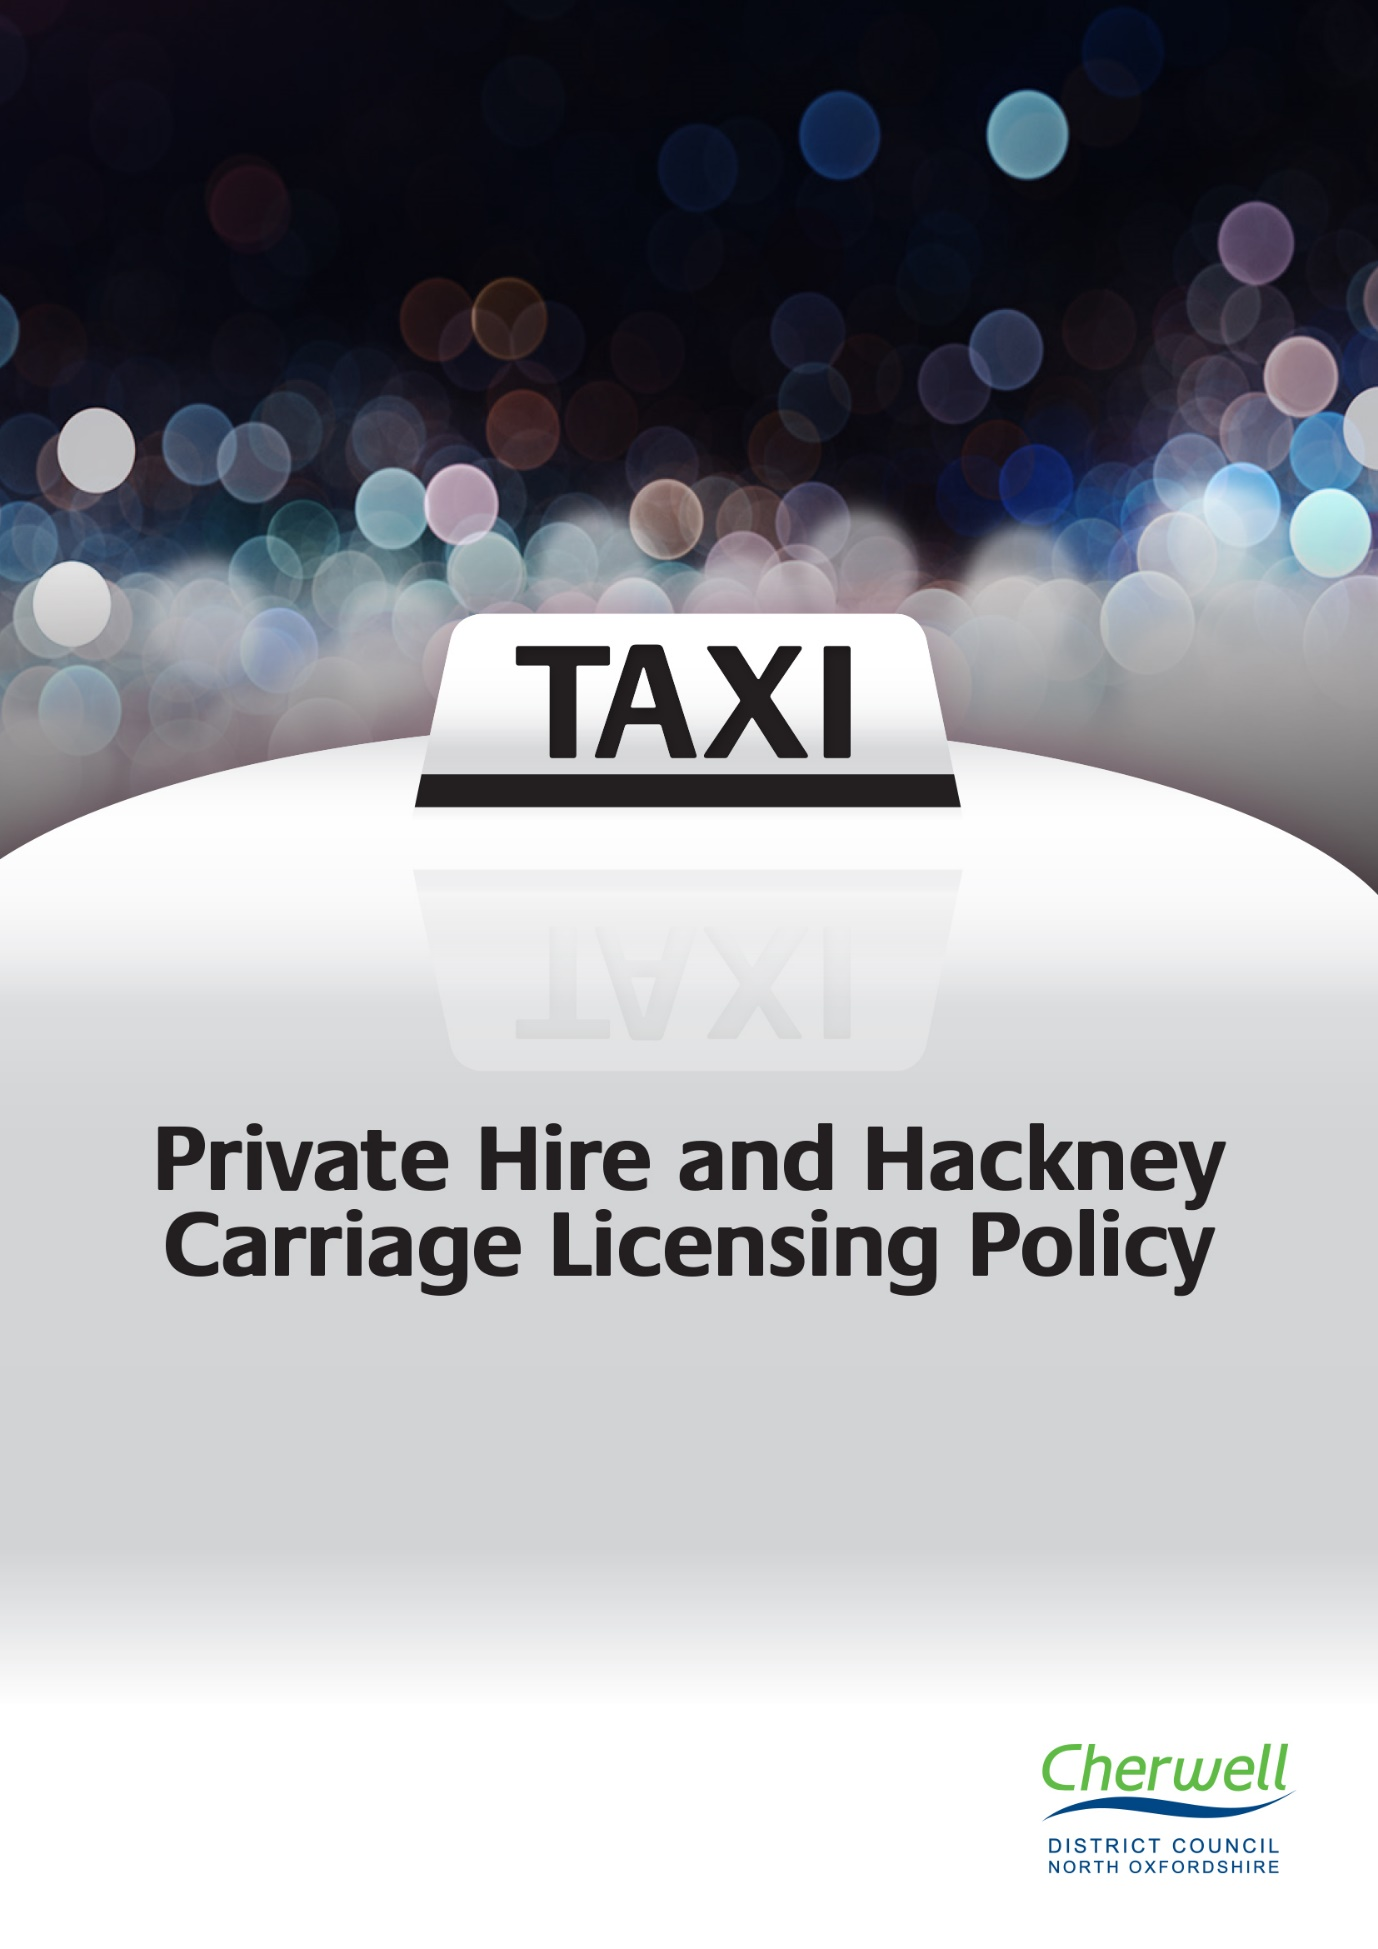 TAXI
Private Hire and Hackney
Carriage Licensing Policy
Cherwell
DISTRICT COUNCIL
NORTH OXFORDSHIRE